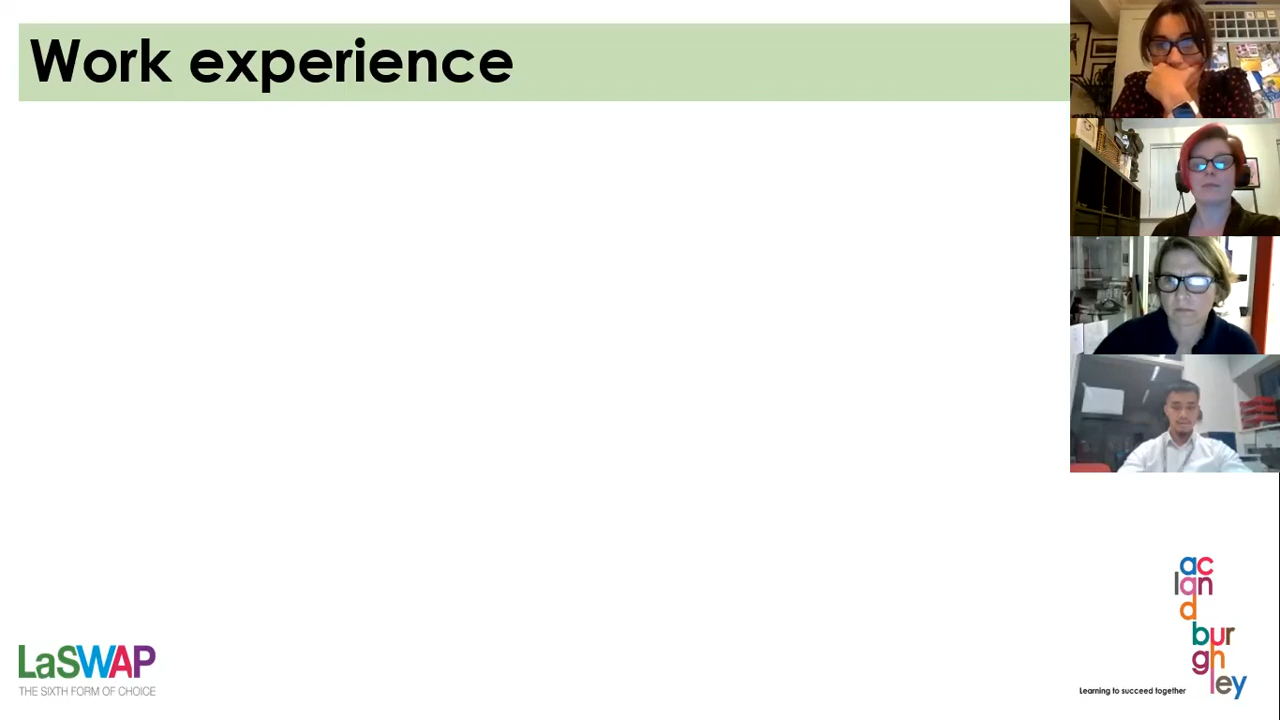 Work experience
LaSWAP
THE SIXTH FORM OF CHOICE
ac
lan
d
bur
gh
ley
Learning to succeed together